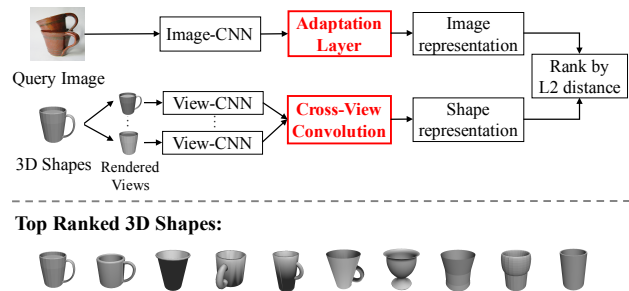 Query Image
Image-CNN
Adaptation
Layer
Image
representation
Rank by
L2 distance
3D Shapes
Rendered
Views
View-CNN
View-CNN
Cross-View
Convolution
Shape
representation
Top Ranked 3D Shapes: